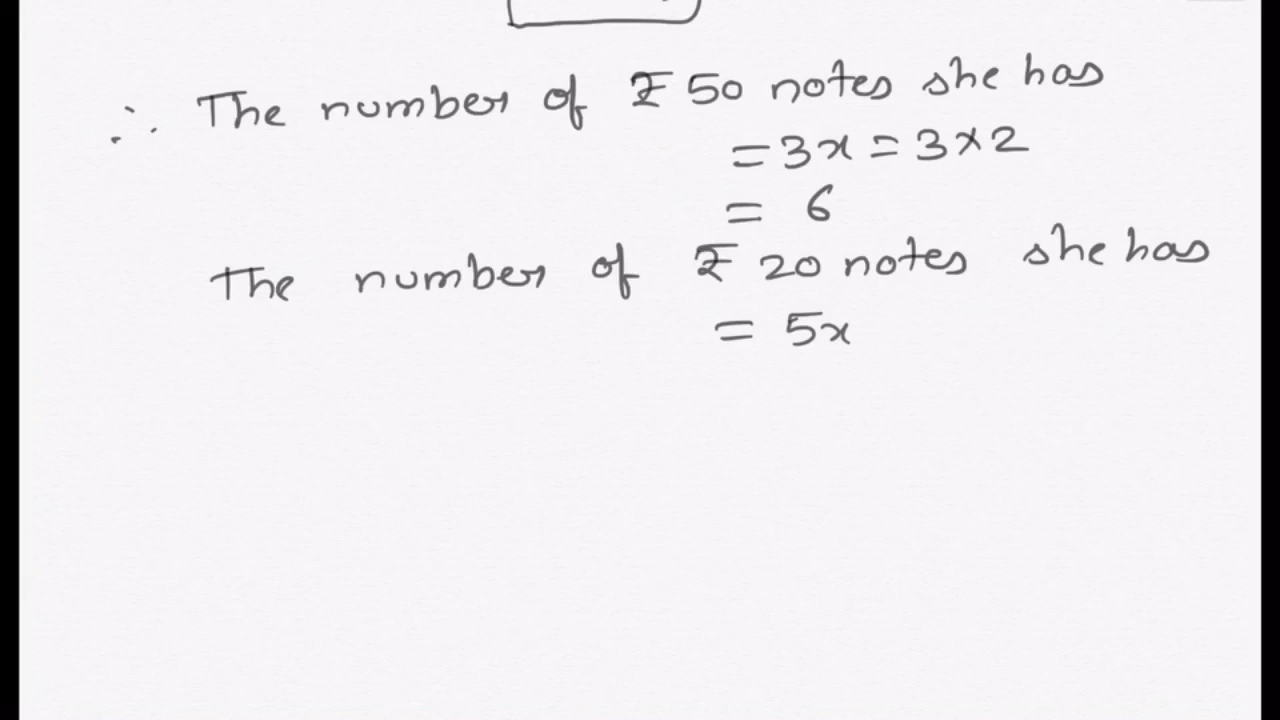 ∴ The number of ₹ 50 notes she has
= 3x = 3×2
= 6
The number of ₹ 20 notes she has
= 5x